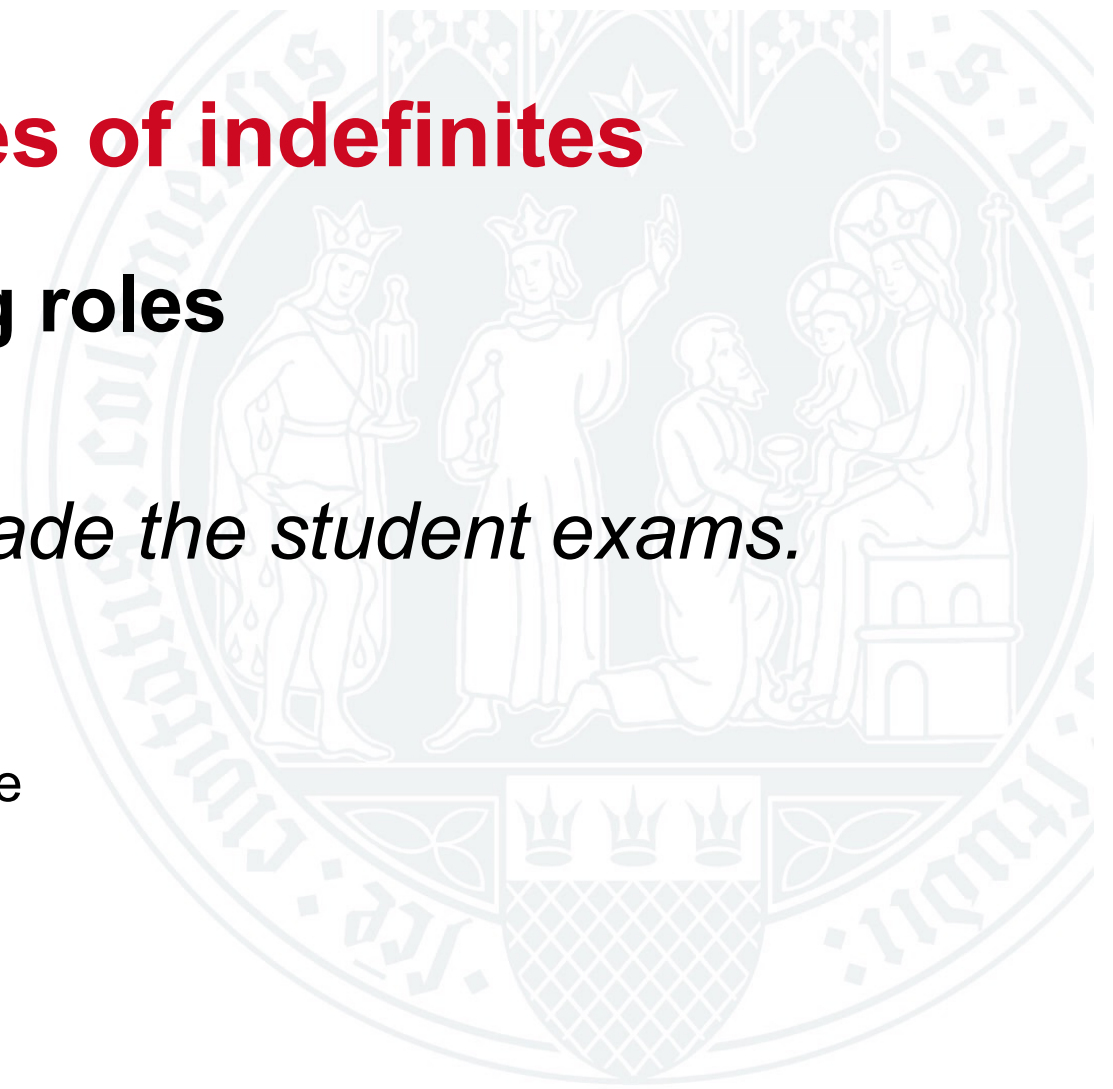 es of indefinites
g roles
ade the student exams.
e